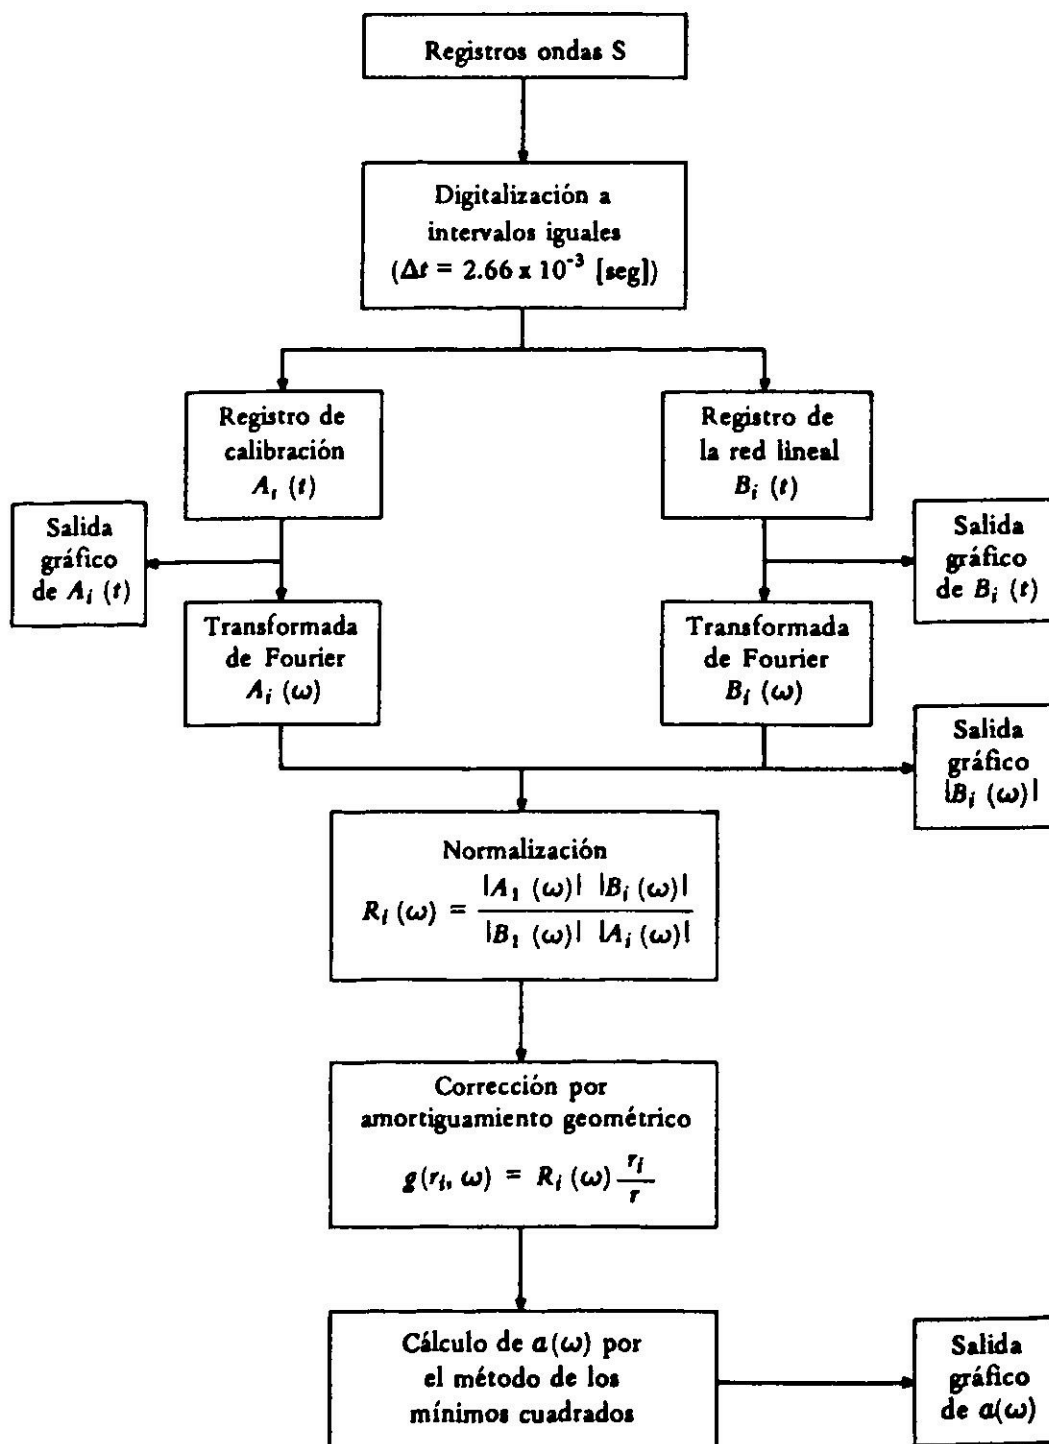 Registros ondas S
Digitalización a
intervalos iguales
(Δt = 2.66 x 10⁻³ [seg])
Registro de
calibración
Aᵢ (t)
Registro de
la red lineal
Bᵢ (t)
Salida
gráfico
de Aᵢ (t)
Salida
gráfico
de Bᵢ (t)
Transformada
de Fourier
Aᵢ (ω)
Transformada
de Fourier
Bᵢ (ω)
Salida
gráfico
|Bᵢ (ω)|
Normalización
Rᵢ (ω) = |A₁ (ω)| |Bᵢ (ω)| / |B₁ (ω)| |Aᵢ (ω)|
Corrección por
amortiguamiento geométrico
g(rᵢ, ω) = Rᵢ (ω) rᵢ / r
Cálculo de a(ω) por
el método de los
mínimos cuadrados
Salida
gráfico
de a(ω)